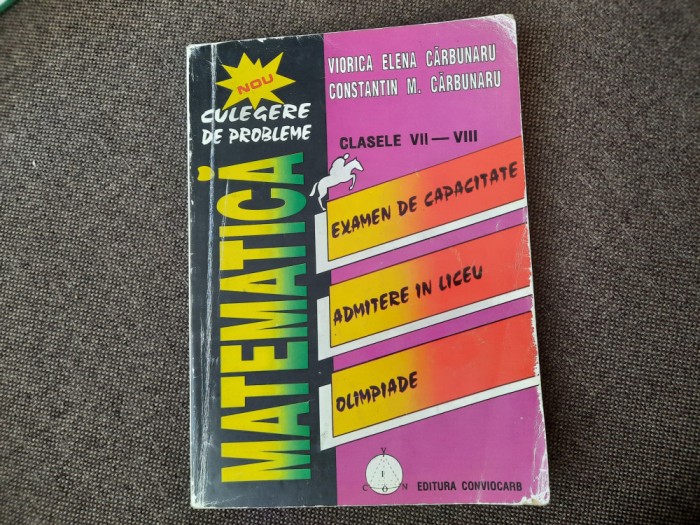 NOU
CULEGERE
DE PROBLEME
MATEMATICĂ
VIORICA ELENA CĂRBUNARU
CONSTANTIN M. CĂRBUNARU
CLASELE VII — VIII
EXAMEN DE CAPACITATE
ADMITERE IN LICEU
OLIMPIADE
V
I
C O N
EDITURA CONVIOCARB